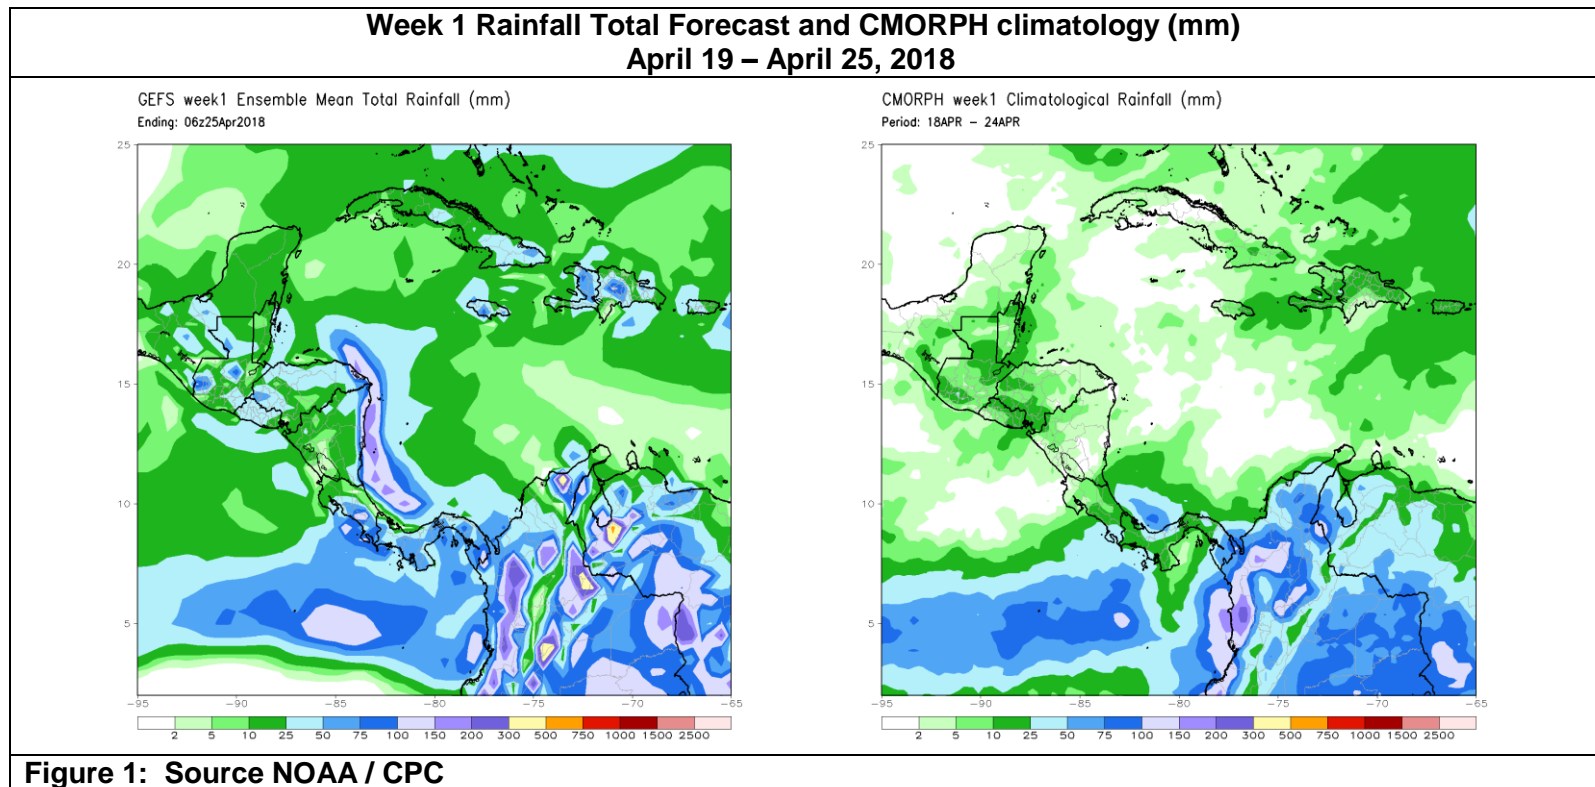 Week 1 Rainfall Total Forecast and CMORPH climatology (mm)
April 19 – April 25, 2018
GEFS week1 Ensemble Mean Total Rainfall (mm)
Ending: 06z25Apr2018
25
20
15
10
5
−95 −90 −85 −80 −75 −70 −65
2 5 10 25 50 75 100 150 200 300 500 750 1000 1500 2500
CMORPH week1 Climatological Rainfall (mm)
Period: 18APR − 24APR
25
20
15
10
5
−95 −90 −85 −80 −75 −70 −65
2 5 10 25 50 75 100 150 200 300 500 750 1000 1500 2500
Figure 1: Source NOAA / CPC